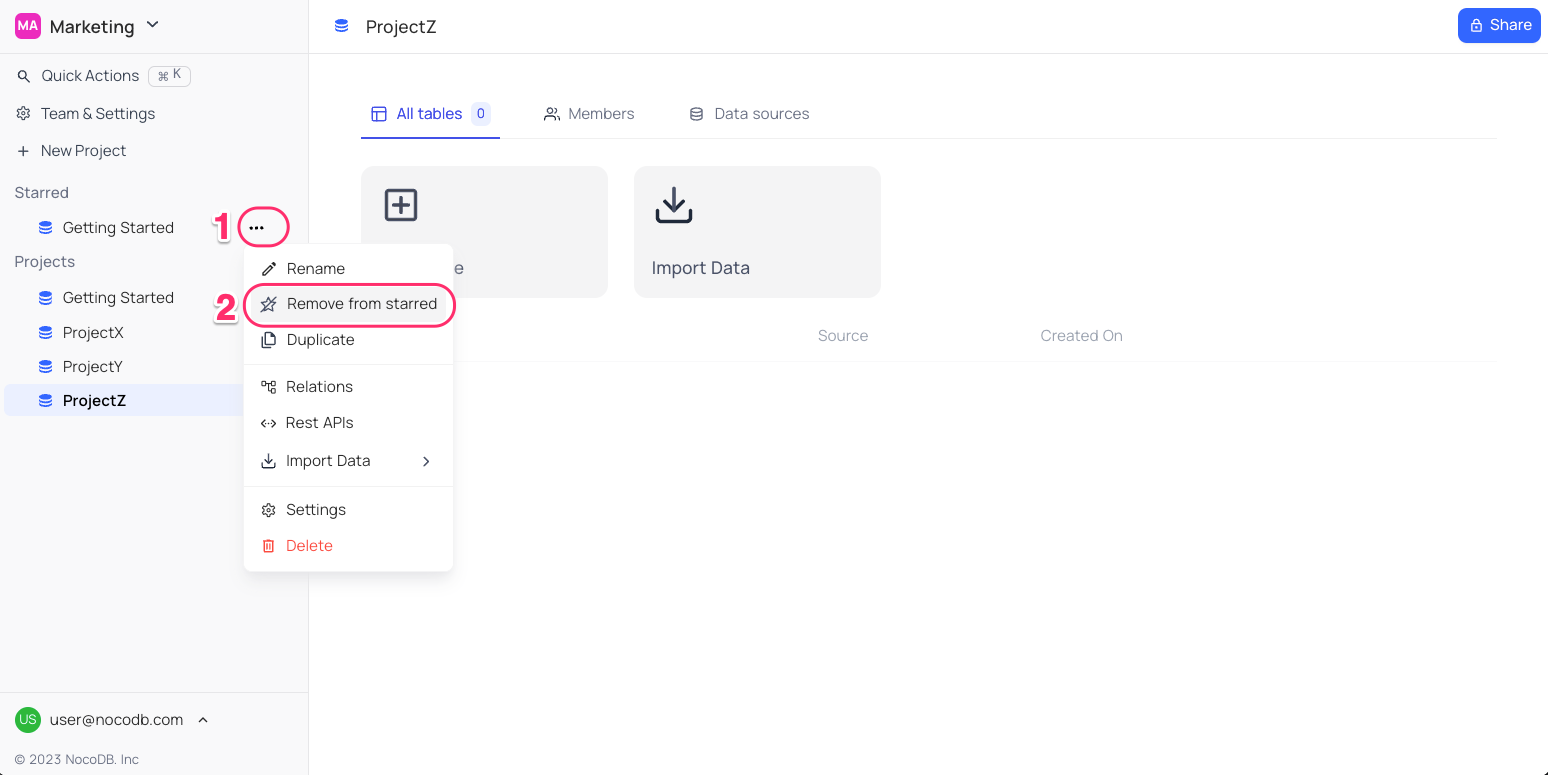 MA Marketing
Quick Actions ⌘ K
Team & Settings
New Project
Starred
Getting Started
1
Projects
Getting Started
ProjectX
ProjectY
ProjectZ
US user@nocodb.com
© 2023 NocoDB. Inc
Rename
2 Remove from starred
Duplicate
Relations
Rest APIs
Import Data
Settings
Delete
ProjectZ
Share
All tables 0 Members Data sources
Import Data
Source Created On